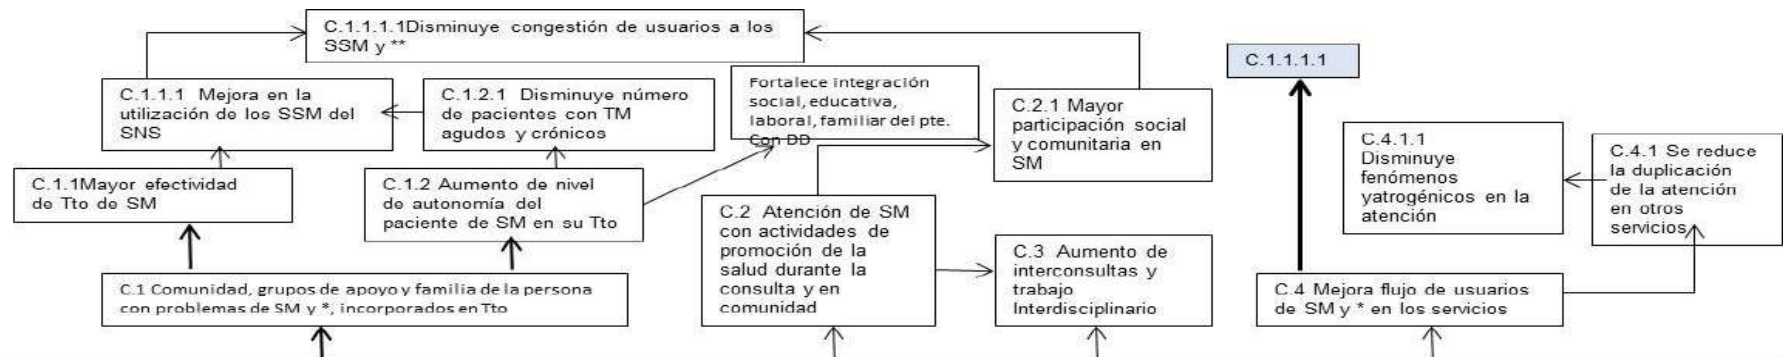 C.1.1.1.1Disminuye congestión de usuarios a los
SSM y **
C.1.1.1.1
C.1.1.1 Mejora en la
utilización de los SSM del
SNS
C.1.2.1 Disminuye número
de pacientes con TM
agudos y crónicos
Fortalece integración
social, educativa,
laboral, familiar del pte.
Con DD
C.2.1 Mayor
participación social
y comunitaria en
SM
C.4.1.1
Disminuye
fenómenos
yatrogénicos en la
atención
C.4.1 Se reduce
la duplicación
de la atención
en otros
servicios
C.1.1Mayor efectividad
de Tto de SM
C.1.2 Aumento de nivel
de autonomía del
paciente de SM en su Tto
C.2 Atención de SM
con actividades de
promoción de la
salud durante la
consulta y en
comunidad
C.3 Aumento de
interconsultas y
trabajo
Interdisciplinario
C.1 Comunidad, grupos de apoyo y familia de la persona
con problemas de SM y *, incorporados en Tto
C.4 Mejora flujo de usuarios
de SM y * en los servicios